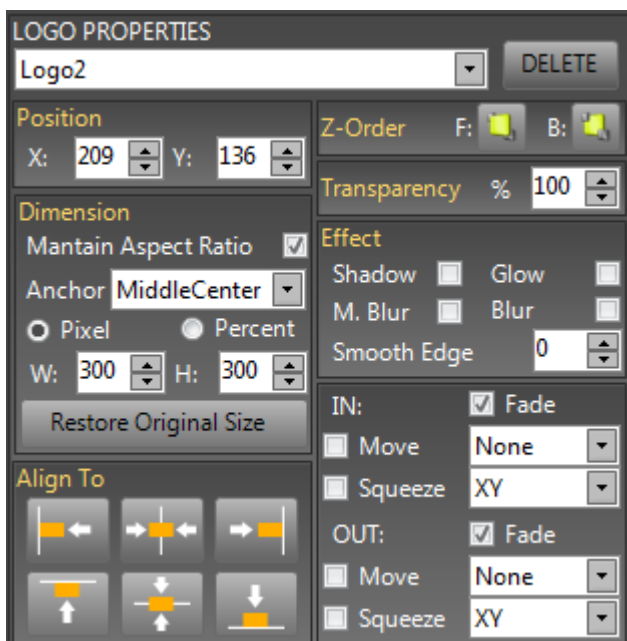 LOGO PROPERTIES
Logo2
DELETE
Position
X: 209 Y: 136
Dimension
Mantain Aspect Ratio
Anchor MiddleCenter
Pixel Percent
W: 300 H: 300
Restore Original Size
Align To
Z-Order F: B:
Transparency % 100
Effect
Shadow Glow
M. Blur Blur
Smooth Edge 0
IN: Fade
Move None
Squeeze XY
OUT: Fade
Move None
Squeeze XY